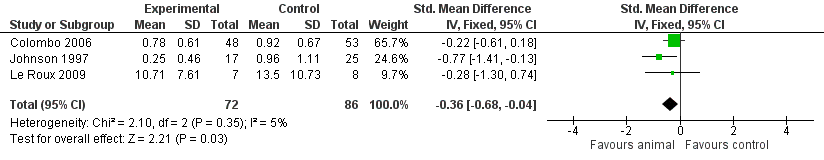 Experimental Control Std. Mean Difference Std. Mean Difference
Study or Subgroup Mean SD Total Mean SD Total Weight IV, Fixed, 95% CI IV, Fixed, 95% CI
Colombo 2006 0.78 0.61 48 0.92 0.67 53 65.7% -0.22 [-0.61, 0.18]
Johnson 1997 0.25 0.46 17 0.96 1.11 25 24.6% -0.77 [-1.41, -0.13]
Le Roux 2009 10.71 7.61 7 13.5 10.73 8 9.7% -0.28 [-1.30, 0.74]
Total (95% CI) 72 86 100.0% -0.36 [-0.68, -0.04]
Heterogeneity: Chi² = 2.10, df = 2 (P = 0.35); I² = 5%
Test for overall effect: Z = 2.21 (P = 0.03)
-4 -2 0 2 4
Favours animal Favours control